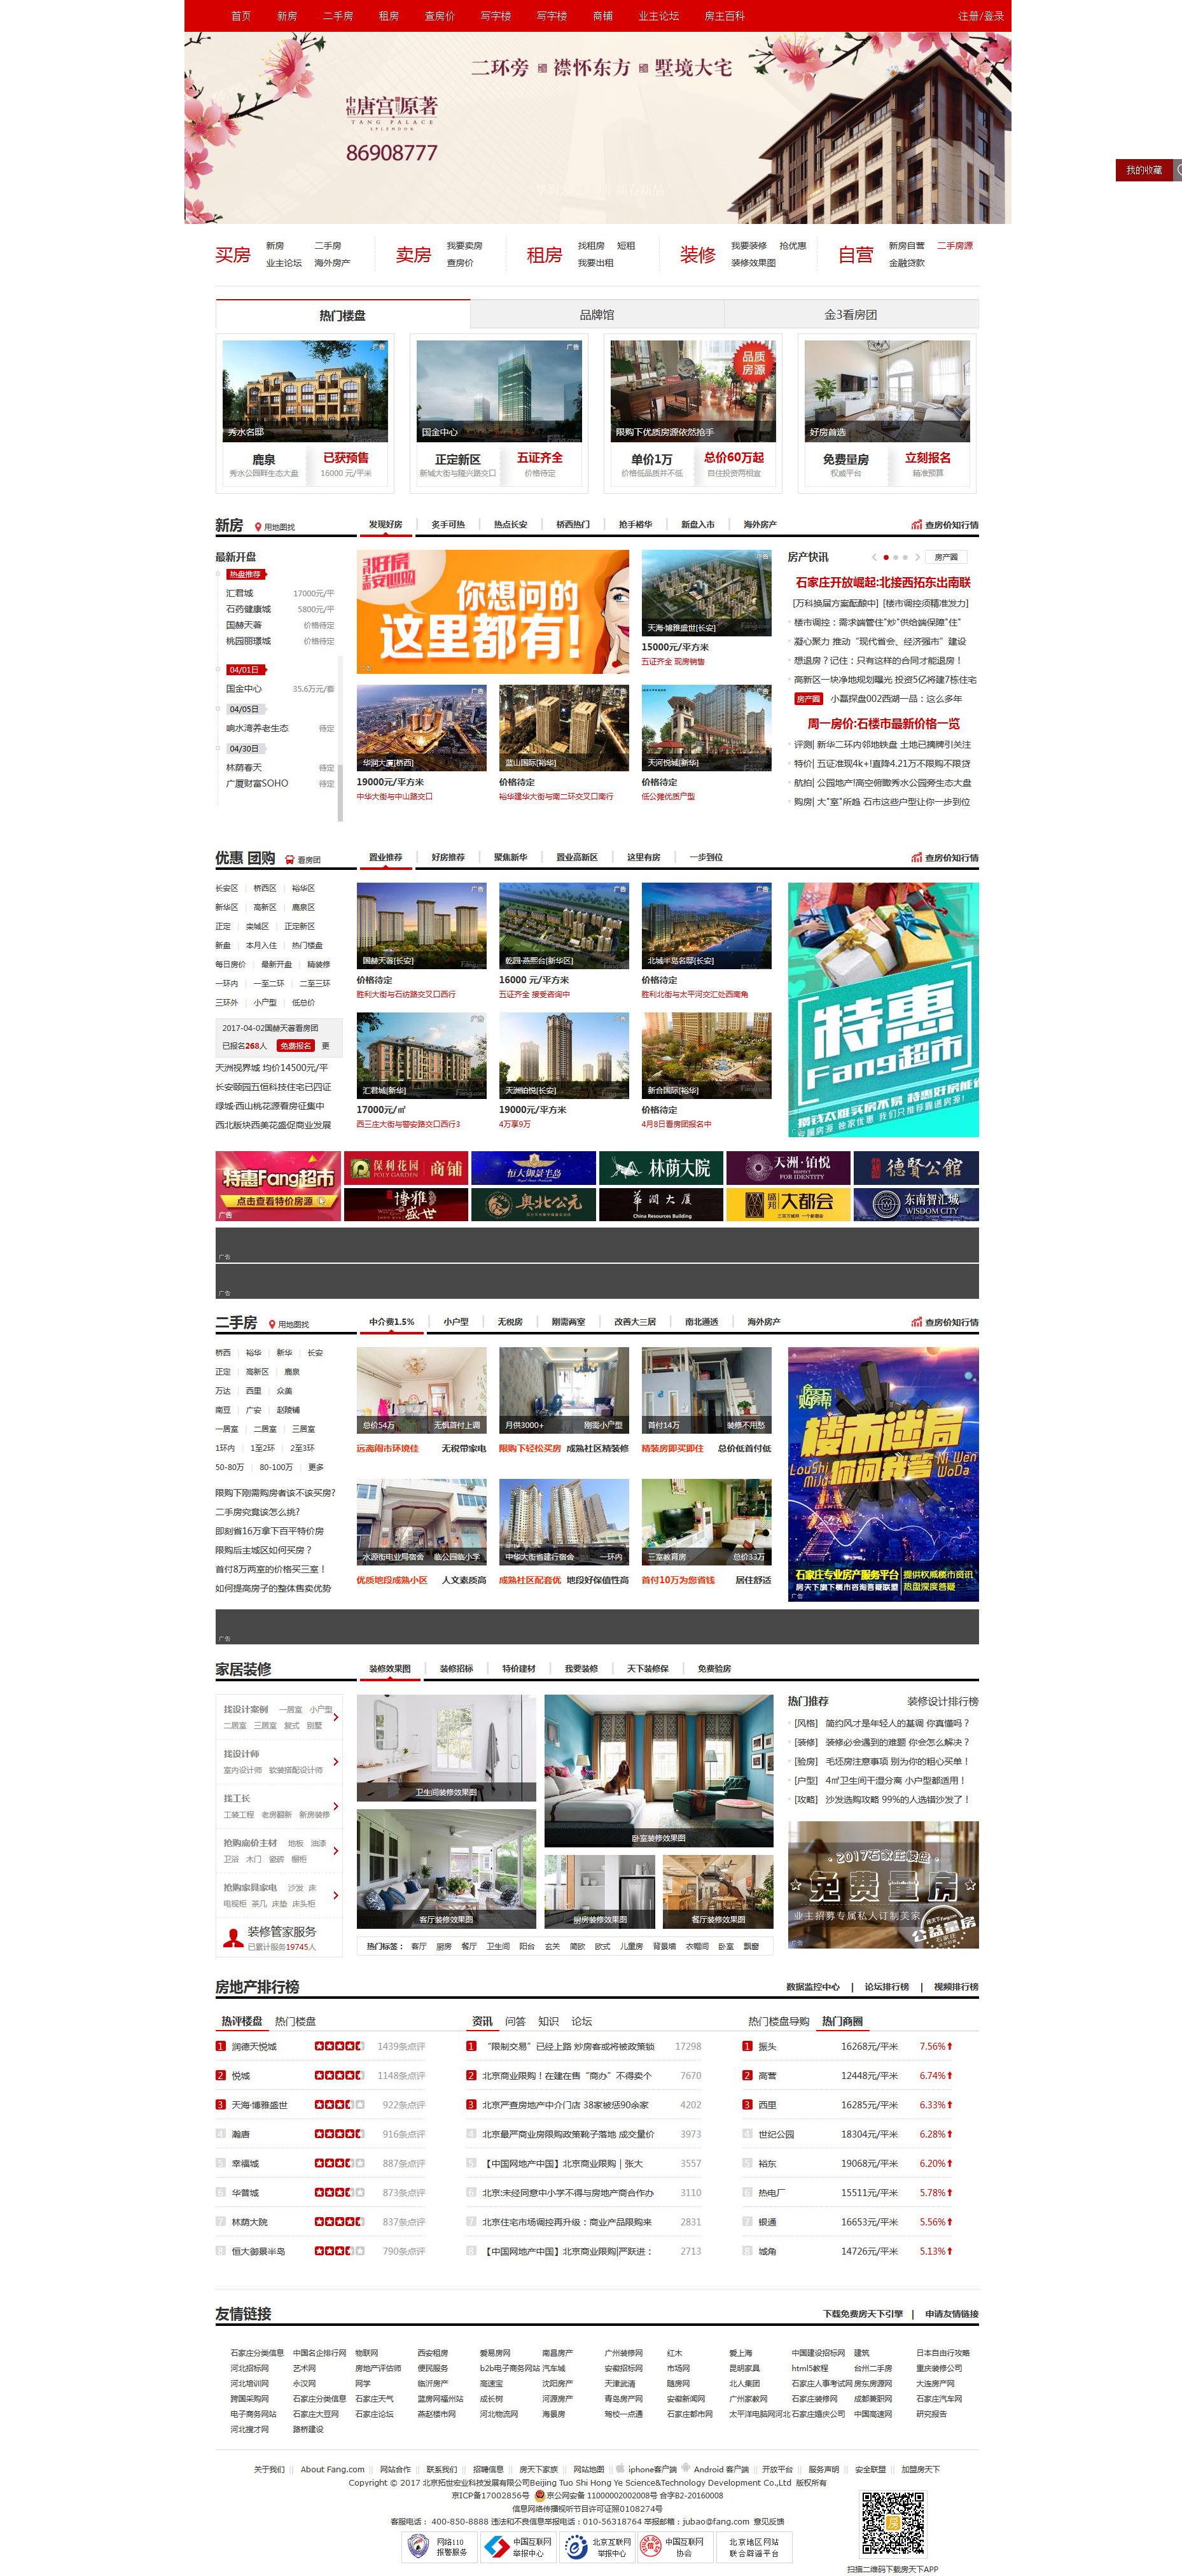 首页 新房 二手房 租房 查房价 写字楼 写字楼 商铺 业主论坛 房主百科 注册/登录
二环旁 襟怀东方 墅境大宅
唐宫原著
TANG PALACE
86908777
我的收藏
买房 新房 二手房 业主论坛 海外房产
卖房 我要卖房 查房价
租房 找租房 短租 我要出租
装修 我要装修 抢优惠 装修效果图
自营 新房自营 二手房源 金融贷款
热门楼盘 品牌馆 金3看房团
秀水名邸 国金中心 限购下优质房源依然抢手 好房首选
品质房源
鹿泉 已获预售 正定新区 五证齐全 单价1万 总价60万起 免费量房 立刻报名
秀水公园畔生态大盘 16000 元/平米 新城大街与隆兴路交口 价格待定 价格低品质并不低 自住投资两相宜 权威平台 精准预算
新房 用地图找 发现好房 炙手可热 热点长安 桥西热门 抢手裕华 新盘入市 海外房产 查房价知行情
最新开盘
热盘推荐
汇君城 17000元/平
石药健康城 5800元/平
国赫天著 价格待定
桃园丽璟城 价格待定
04/01日
国金中心 35.6万元/套
04/05日
响水湾养老生态 待定
04/30日
林荫春天 待定
广厦财富SOHO 待定
你想问的
这里都有!
天海·博雅盛世[长安]
15000元/平方米
五证齐全 现房销售
华润大厦[桥西] 蓝山国际[裕华] 天河悦城[新华]
19000元/平方米 价格待定 价格待定
中华大街与中山路交口 裕华建华大街与南二环交叉口南行 低公摊优质户型
房产快讯 房产圈
石家庄开放崛起:北接西拓东出南联
[万科换届方案酝酿中] [楼市调控须精准发力]
楼市调控：需求端管住"炒"供给端保障"住"
凝心聚力 推动“现代省会、经济强市”建设
想退房？记住：只有这样的合同才能退房！
高新区一块净地规划曝光 投资5亿将建7栋住宅
房产圈 小磊探盘002西湖一品：这么多年
周一房价:石楼市最新价格一览
评测| 新华二环内邻地铁盘 土地已摘牌引关注
特价| 五证准现4k+!直降4.21万不限购不限贷
航拍| 公园地产!高空俯瞰秀水公园旁生态大盘
购房| 大"室"所趋 石市这些户型让你一步到位
优惠 团购 看房团 置业推荐 好房推荐 聚焦新华 置业高新区 这里有房 一步到位 查房价知行情
长安区 桥西区 裕华区
新华区 高新区 鹿泉区
正定 栾城区 正定新区
新盘 本月入住 热门楼盘
每日房价 最新开盘 精装修
一环内 一至二环 二至三环
三环外 小户型 低总价
2017-04-02国赫天著看房团
已报名268人 免费报名 更
天洲视界城 均价14500元/平
长安颐园五恒科技住宅已四证
绿城·西山桃花源看房征集中
西北版块西美花盛促商业发展
国赫天著[长安] 乾园·燕熙台[新华区] 北城半岛名邸[长安]
价格待定 16000 元/平米 价格待定
胜利大街与石纺路交叉口西行 五证齐全 接受咨询中 胜利北街与太平河交汇处西南角
汇君城[新华] 天洲铂悦[长安] 新合国际[裕华]
17000元/㎡ 19000元/平方米 价格待定
西三庄大街与警安路交口西行3 4万享9万 4月8日看房团报名中
特惠
Fang超市
特惠Fang超市 保利花园 商铺 恒大御景半岛 林荫大院 天洲·铂悦 德贤公馆
POLY GARDEN FOR IDENTITY
点击查看特价房源 博雅盛世 奥北公元 华润大厦 盛邦大都会 东南智汇城
China Resources Building WISDOM CITY
广告
广告
广告
二手房 用地图找 中介费1.5% 小户型 无税房 刚需两室 改善大三居 南北通透 海外房产 查房价知行情
桥西 裕华 新华 长安
正定 高新区 鹿泉
万达 西里 众美
南豆 广安 赵陵铺
一居室 二居室 三居室
1环内 1至2环 2至3环
50-80万 80-100万 更多
限购下刚需购房者该不该买房?
二手房究竟该怎么挑?
即刻省16万拿下百平特价房
限购后主城区如何买房？
首付8万两室的价格买三室！
如何提高房子的整体售卖优势
总价54万 无惧首付上调 月供3000+ 刚需小户型 首付14万 装修不用愁
远离闹市环境佳 无税带家电 限购下轻松买房 成熟社区精装修 精装房即买即住 总价低首付低
水源街电业局宿舍 临公园临小学 中华大街省建行宿舍 一环内 三室教育房 总价33万
优质地段成熟小区 人文素质高 成熟社区配套优 地段好保值性高 首付10万为您省钱 居住舒适
楼市迷局
你问我答
LouShi MiJu Ni Wen WoDa
石家庄专业房产服务平台 提供权威楼市资讯
房天下旗下楼市咨询答疑联盟 热盘深度答疑
广告
广告
家居装修 装修效果图 装修招标 特价建材 我要装修 天下装修保 免费验房
找设计案例 一居室 小户型
二居室 三居室 复式 别墅
找设计师
室内设计师 软装搭配设计师
找工长
工装工程 老房翻新 新房装修
抢购底价主材 地板 油漆
卫浴 木门 瓷砖 橱柜
抢购家具家电 沙发 床
电视柜 茶几 床垫 床头柜
装修管家服务
已累计服务19745人
卫生间装修效果图
卧室装修效果图
客厅装修效果图 厨房装修效果图 餐厅装修效果图
热门标签： 客厅 厨房 餐厅 卫生间 阳台 玄关 简欧 欧式 儿童房 背景墙 衣帽间 卧室 飘窗
热门推荐 装修设计排行榜
[风格] 简约风才是年轻人的基调 你真懂吗？
[装修] 装修必会遇到的难题 你会怎么解决？
[验房] 毛坯房注意事项 别为你的粗心买单！
[户型] 4㎡卫生间干湿分离 小户型都适用！
[攻略] 沙发选购攻略 99%的人选错沙发了！
·2017石家庄楼盘·
免费量房
业主招募专属私人订制美家
公益量房
房地产排行榜 数据监控中心 | 论坛排行榜 | 视频排行榜
热评楼盘 热门楼盘 资讯 问答 知识 论坛 热门楼盘导购 热门商圈
1 润德天悦城 1439条点评 1 “限制交易”已经上路 炒房客或将被政策锁 17298 1 振头 16268元/平米 7.56%
2 悦城 1148条点评 2 北京商业限购！在建在售“商办”不得卖个 7670 2 高营 12448元/平米 6.74%
3 天海·博雅盛世 922条点评 3 北京严查房地产中介门店 38家被惩90余家 4202 3 西里 16285元/平米 6.33%
4 瀚唐 916条点评 4 北京最严商业房限购政策靴子落地 成交量价 3973 4 世纪公园 18304元/平米 6.28%
5 幸福城 887条点评 5 【中国网地产中国】北京商业限购 | 张大 3557 5 裕东 19068元/平米 6.20%
6 华普城 873条点评 6 北京:未经同意中小学不得与房地产商合作办 3110 6 热电厂 15511元/平米 5.78%
7 林荫大院 837条点评 7 北京住宅市场调控再升级：商业产品限购来 2831 7 银通 16653元/平米 5.56%
8 恒大御景半岛 790条点评 8 【中国网地产中国】北京商业限购|严跃进： 2713 8 城角 14726元/平米 5.13%
友情链接 下载免费房天下引擎 | 申请友情链接
石家庄分类信息 中国名企排行网 物联网 西安租房 爱易房网 南昌房产 广州装修网 红木 爱上海 中国建设招标网 建筑 日本自由行攻略
河北招标网 艺术网 房地产评估师 便民服务 b2b电子商务网站 汽车城 安徽招标网 市场网 昆明家具 html5教程 台州二手房 重庆装修公司
河北培训网 永汉网 网学 临沂房产 高速宝 沈阳房产 天津武清 随房网 北人集团 石家庄人事考试网 房东房源网 大连房产网
跨国采购网 石家庄分类信息 石家庄天气 蓝房网福州站 成长树 河源房产 青岛房产网 安徽新闻网 广州家教网 石家庄装修网 成都兼职网 石家庄汽车网
电子商务网站 石家庄大豆网 石家庄论坛 燕赵楼市网 河北物流网 海景房 驾校一点通 石家庄都市网 太平洋电脑网河北 石家庄婚庆公司 中国高速网 研究报告
河北搜才网 路桥建设
关于我们 About Fang.com 网站合作 联系我们 招聘信息 房天下家族 网站地图 iphone客户端 Android 客户端 开放平台 服务声明 安全联盟 加盟房天下
Copyright © 2017 北京拓世宏业科技发展有限公司Beijing Tuo Shi Hong Ye Science&Technology Development Co.,Ltd 版权所有
京ICP备17002856号 京公网安备 11000002002008号 合字B2-20160008
信息网络传播视听节目许可证照0108274号
客服电话： 400-850-8888 违法和不良信息举报电话：010-56318764 举报邮箱：jubao@fang.com 意见反馈
网络110报警服务 中国互联网举报中心 北京互联网举报中心 中国互联网协会 北京地区网站联合辟谣平台
扫描二维码下载房天下APP